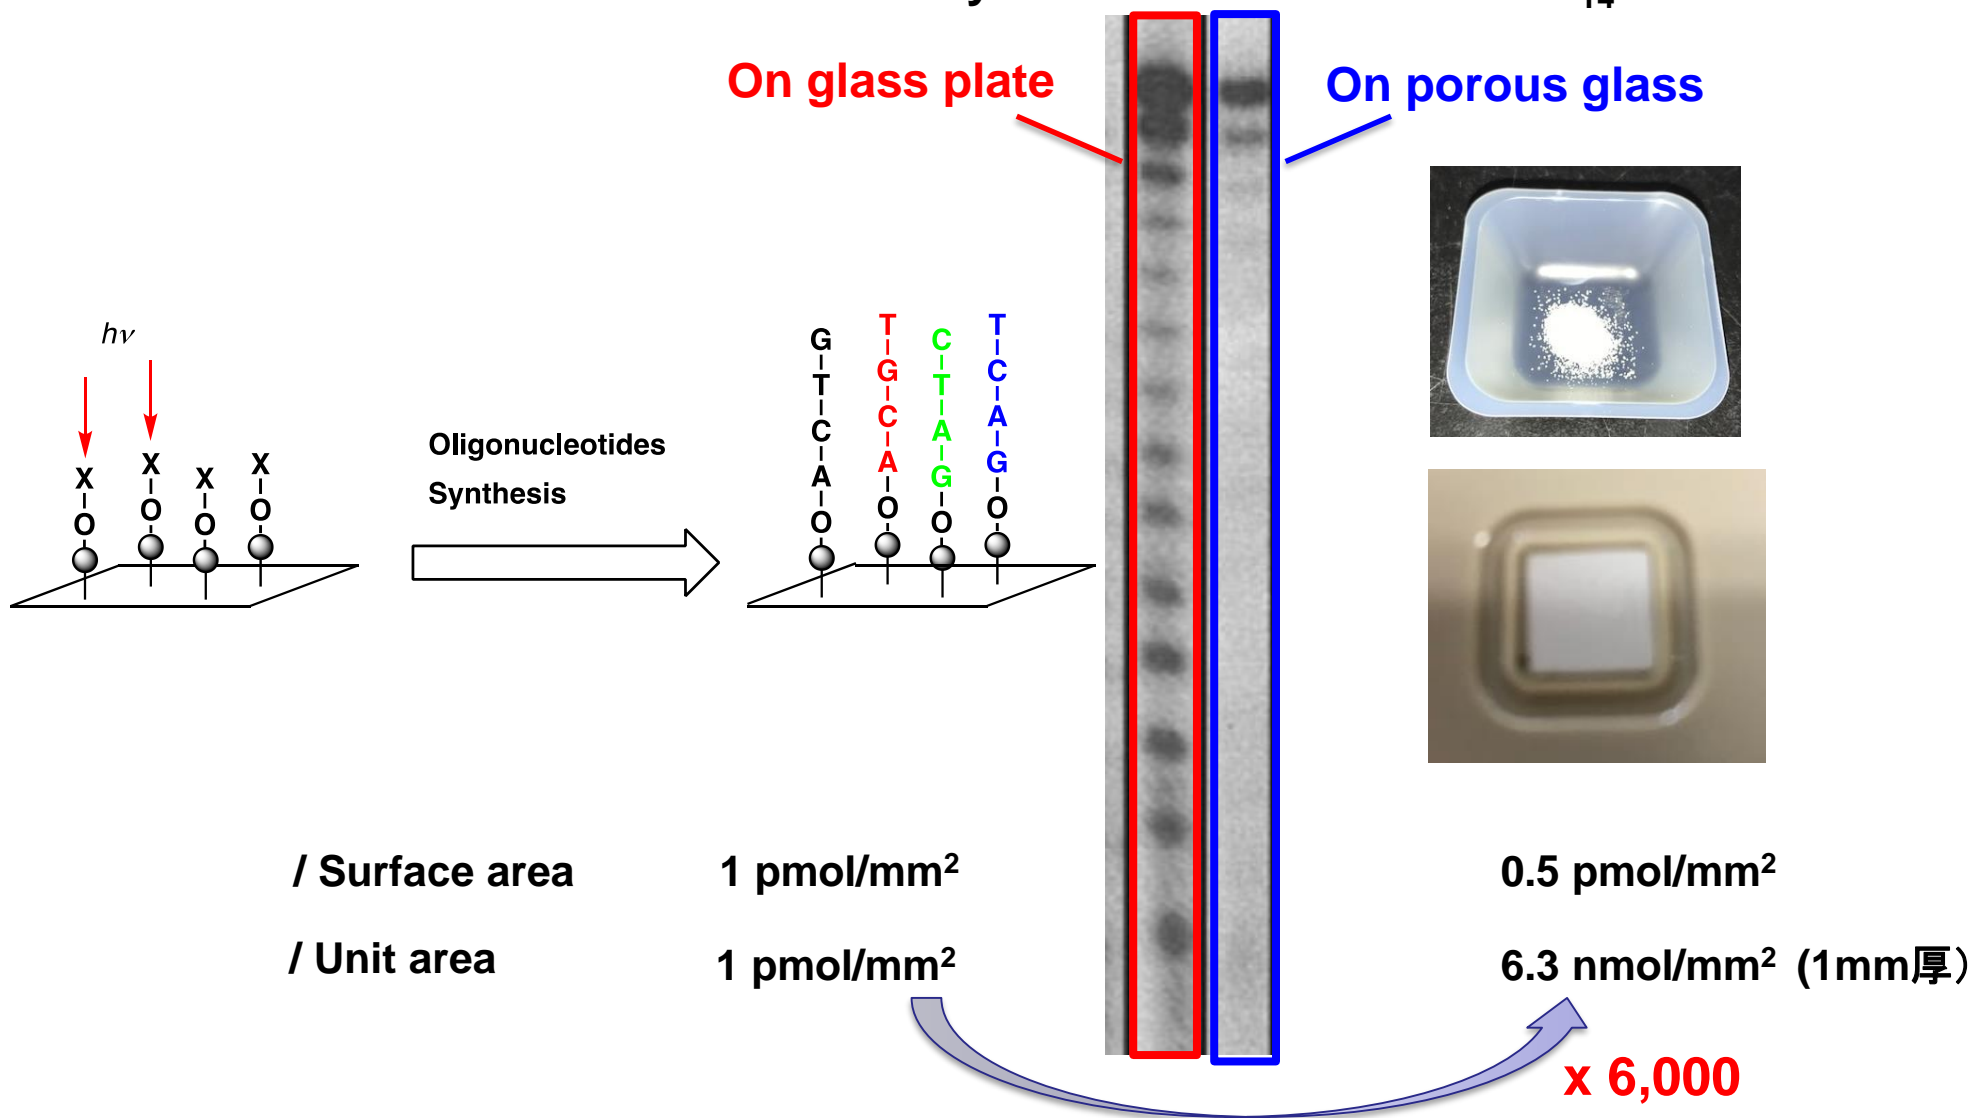 14
On glass plate
On porous glass
hν
X X X X
O O O O
Oligonucleotides
Synthesis
G T C A O
T G C A O
C T A G O
T C A G O
/ Surface area 1 pmol/mm² 0.5 pmol/mm²
/ Unit area 1 pmol/mm² 6.3 nmol/mm² (1mm厚）
x 6,000